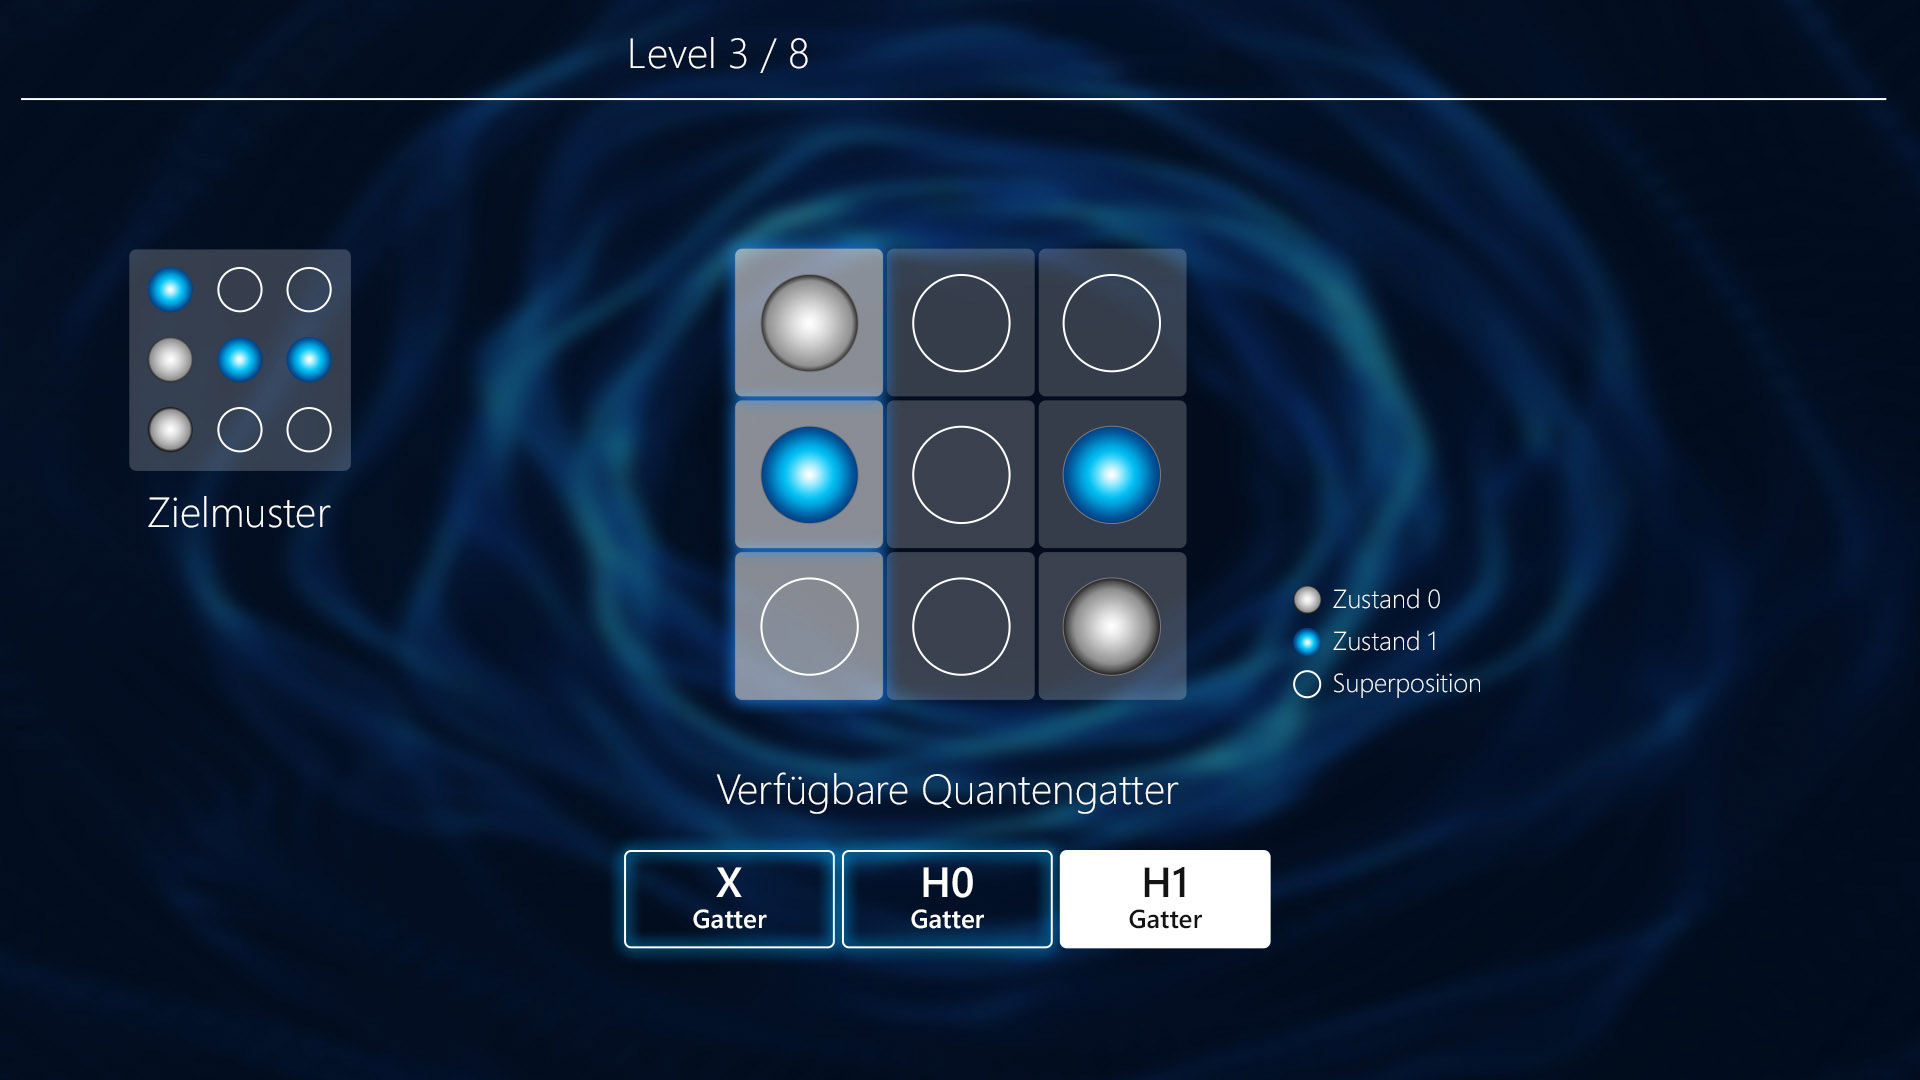 Level 3 / 8
Zielmuster
Zustand 0
Zustand 1
Superposition
Verfügbare Quantengatter
X
Gatter
H0
Gatter
H1
Gatter